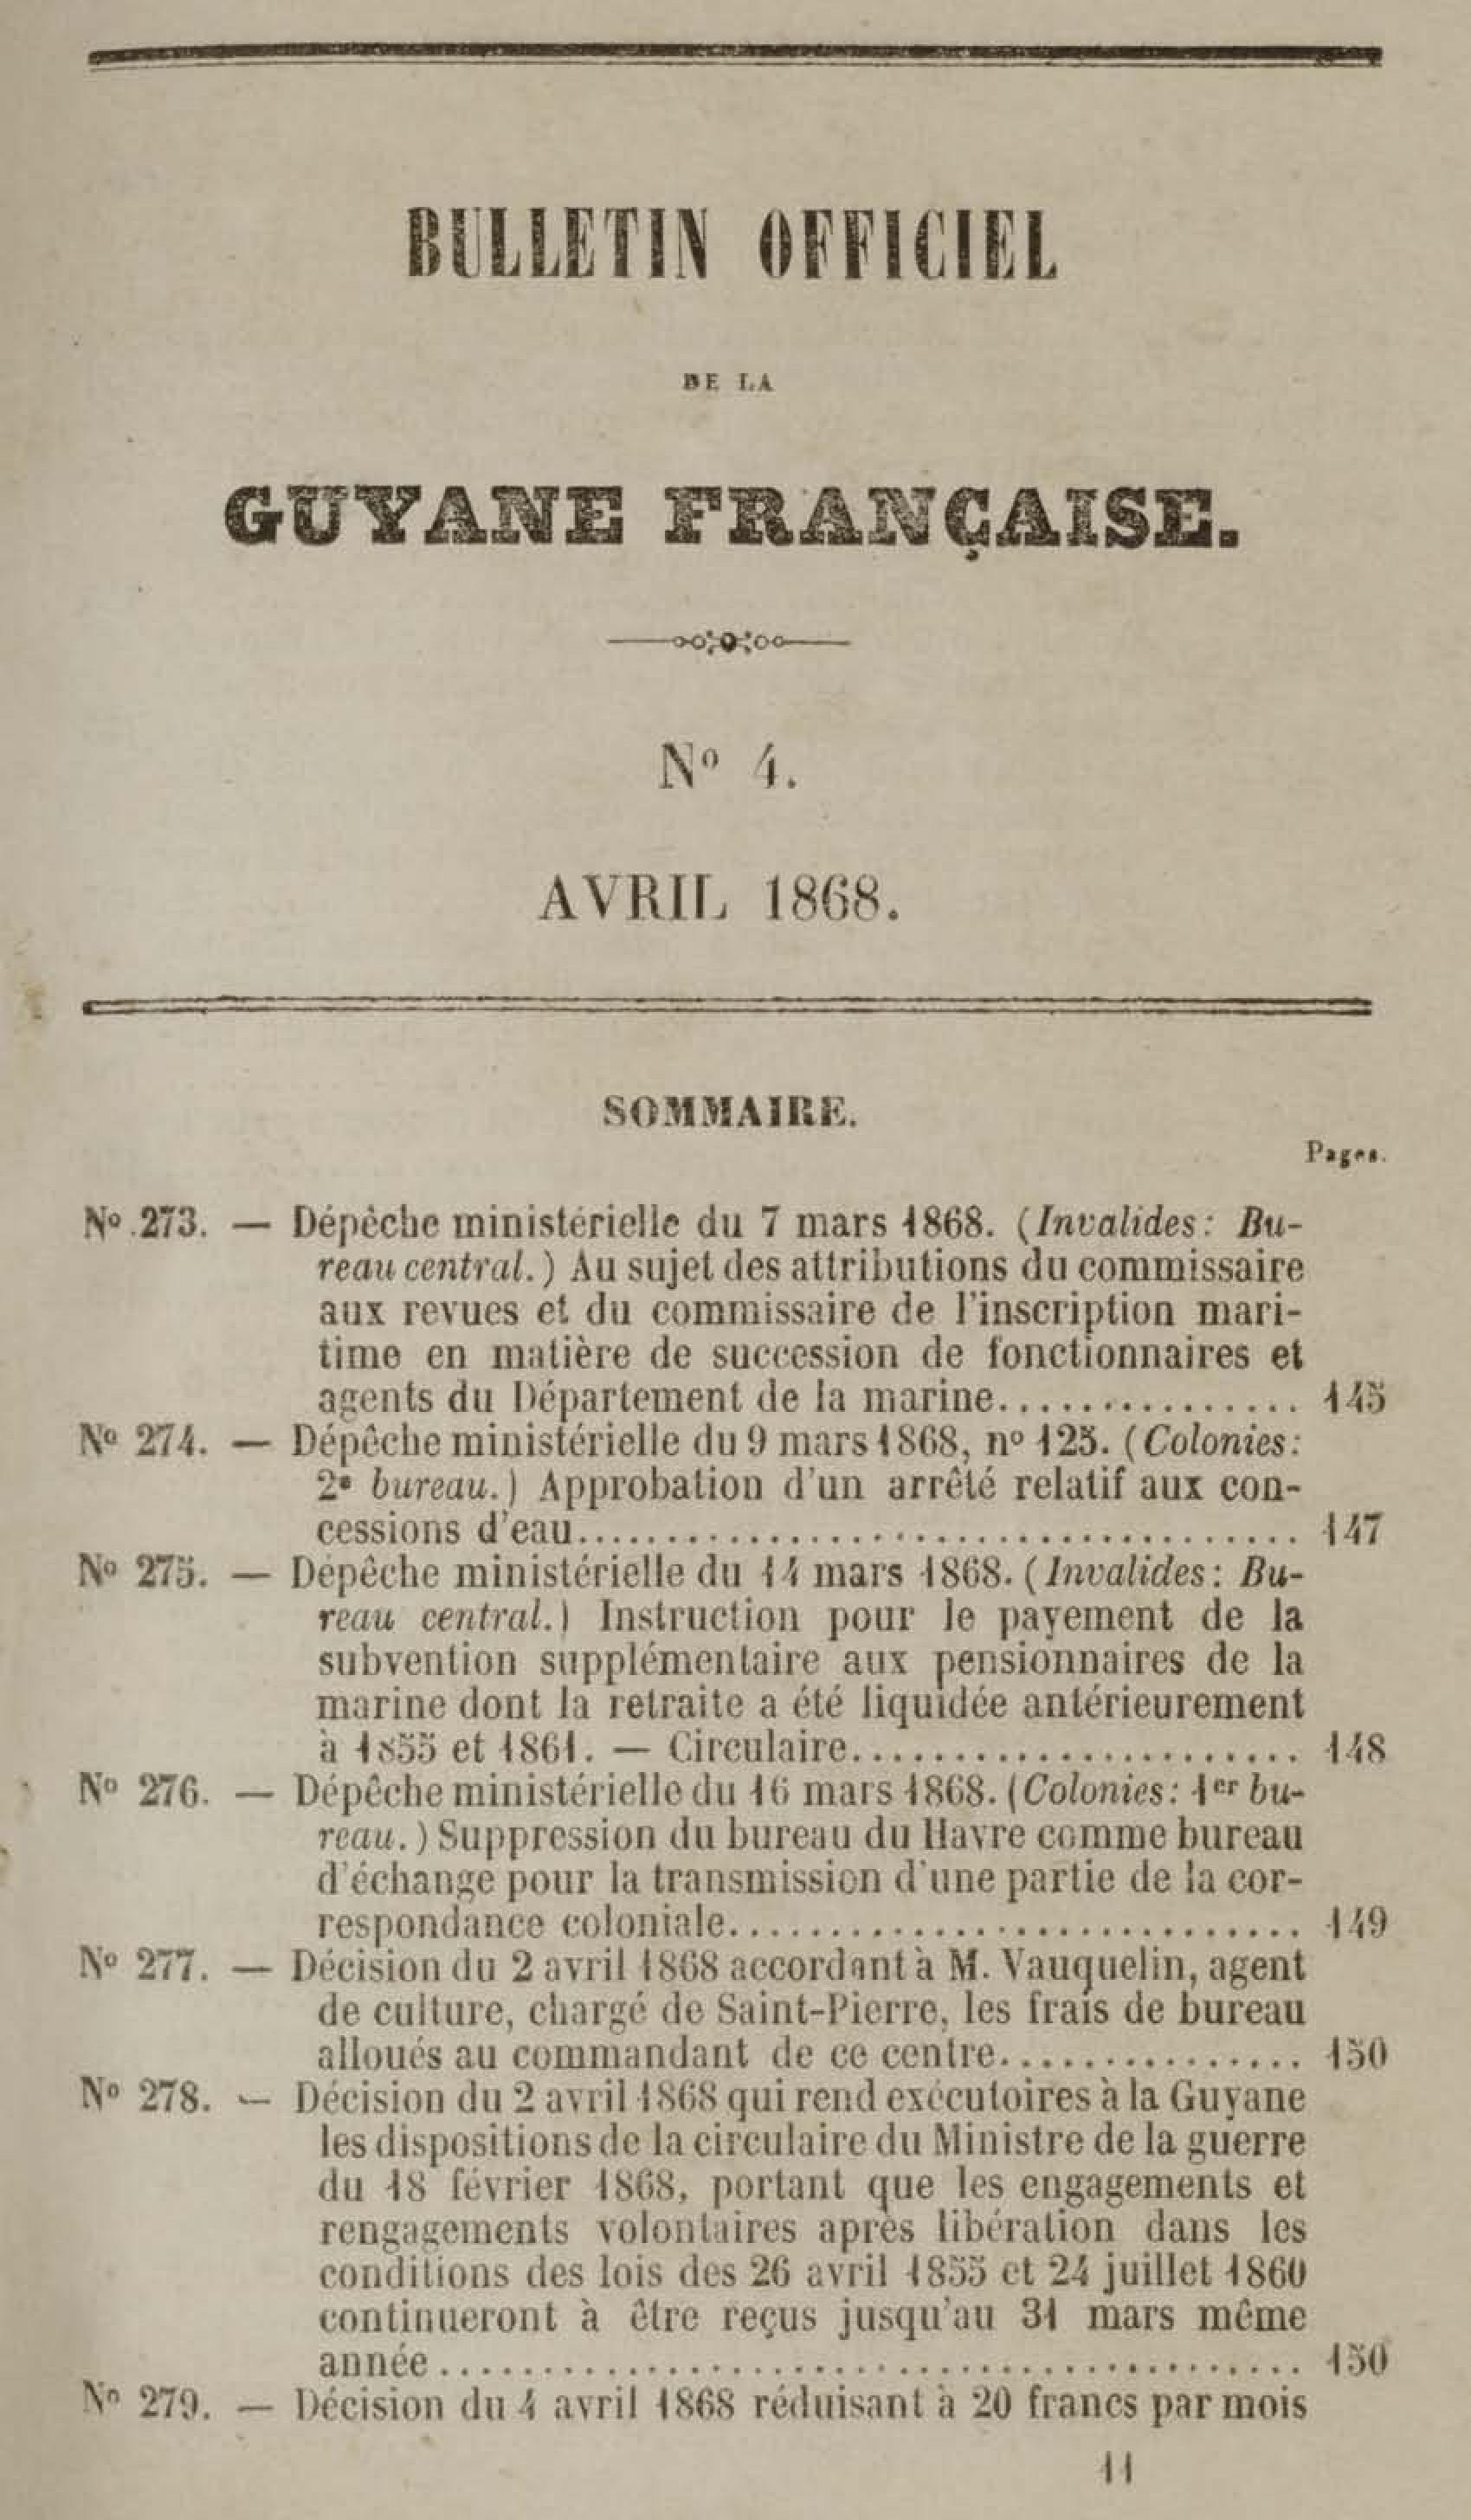 BULLETIN OFFICIEL
DE LA
GUYANE FRANÇAISE.
Nº 4.
AVRIL 1868.
SOMMAIRE.
Pages.
Nº 273. — Dépêche ministérielle du 7 mars 1868. (Invalides: Bu-
reau central.) Au sujet des attributions du commissaire
aux revues et du commissaire de l'inscription mari-
time en matière de succession de fonctionnaires et
agents du Département de la marine............... 145
Nº 274. — Dépêche ministérielle du 9 mars 1868, nº 125. (Colonies:
2e bureau.) Approbation d'un arrêté relatif aux con-
cessions d'eau.................................... 147
Nº 275. — Dépêche ministérielle du 14 mars 1868. (Invalides: Bu-
reau central.) Instruction pour le payement de la
subvention supplémentaire aux pensionnaires de la
marine dont la retraite a été liquidée antérieurement
à 1855 et 1861. — Circulaire...................... 148
Nº 276. — Dépêche ministérielle du 16 mars 1868. (Colonies: 1er bu-
reau.) Suppression du bureau du Havre comme bureau
d'échange pour la transmission d'une partie de la cor-
respondance coloniale............................. 149
Nº 277. — Décision du 2 avril 1868 accordant à M. Vauquelin, agent
de culture, chargé de Saint-Pierre, les frais de bureau
alloués au commandant de ce centre............... 150
Nº 278. — Décision du 2 avril 1868 qui rend exécutoires à la Guyane
les dispositions de la circulaire du Ministre de la guerre
du 18 février 1868, portant que les engagements et
rengagements volontaires après libération dans les
conditions des lois des 26 avril 1855 et 24 juillet 1860
continueront à être reçus jusqu'au 31 mars même
année........................................... 150
Nº 279. — Décision du 4 avril 1868 réduisant à 20 francs par mois
11